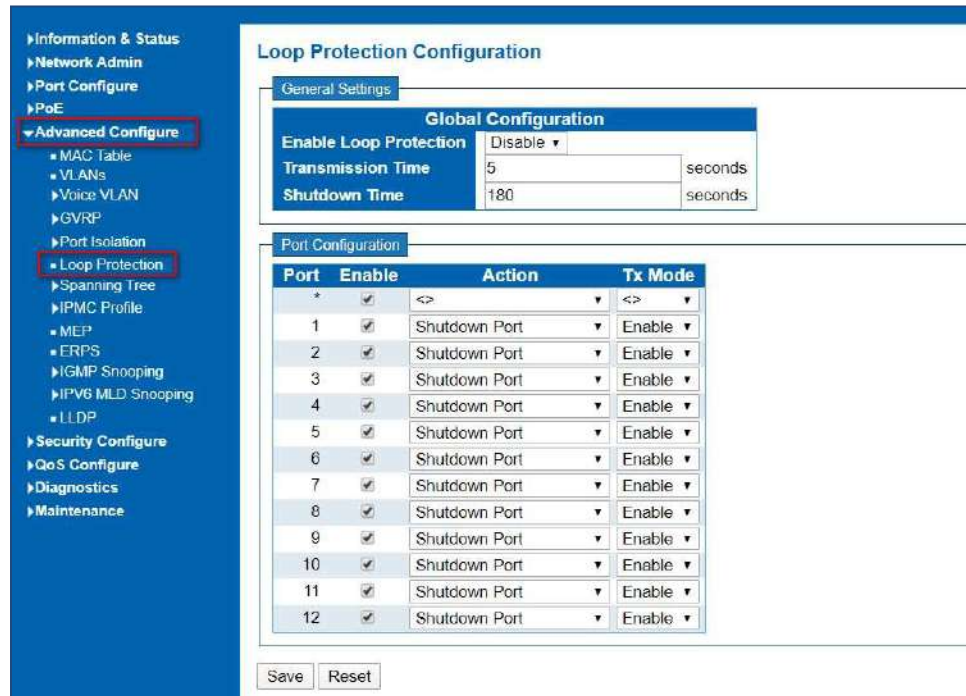 Information & Status
Network Admin
Port Configure
PoE
Advanced Configure
MAC Table
VLANs
Voice VLAN
GVRP
Port Isolation
Loop Protection
Spanning Tree
IPMC Profile
MEP
ERPS
IGMP Snooping
IPV6 MLD Snooping
LLDP
Security Configure
QoS Configure
Diagnostics
Maintenance
Loop Protection Configuration
General Settings
Global Configuration
Enable Loop Protection Disable
Transmission Time 5 seconds
Shutdown Time 180 seconds
Port Configuration
Port Enable Action Tx Mode
* <> <>
1 Shutdown Port Enable
2 Shutdown Port Enable
3 Shutdown Port Enable
4 Shutdown Port Enable
5 Shutdown Port Enable
6 Shutdown Port Enable
7 Shutdown Port Enable
8 Shutdown Port Enable
9 Shutdown Port Enable
10 Shutdown Port Enable
11 Shutdown Port Enable
12 Shutdown Port Enable
Save Reset